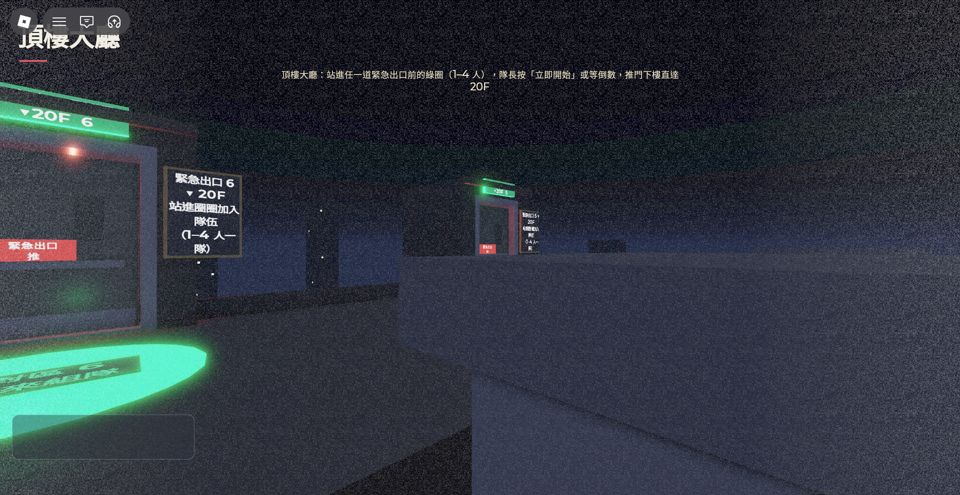 頂樓大廳
頂樓大廳：站進任一道緊急出口前的綠圈（1–4 人），隊長按「立即開始」或等倒數，推門下樓直達
20F
▼20F 6
緊急出口 6
▼ 20F
站進圈圈加入
隊伍
（1–4 人一
隊）
緊急出口
推